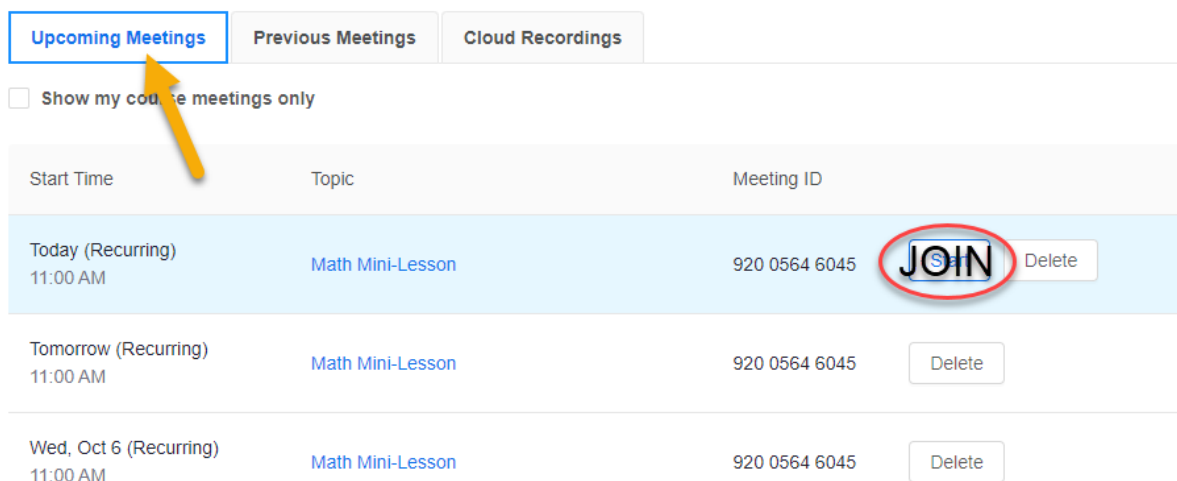 Upcoming Meetings Previous Meetings Cloud Recordings
Show my course meetings only
Start Time Topic Meeting ID
Today (Recurring)
11:00 AM
Math Mini-Lesson 920 0564 6045 Start JOIN Delete
Tomorrow (Recurring)
11:00 AM
Math Mini-Lesson 920 0564 6045 Delete
Wed, Oct 6 (Recurring)
11:00 AM
Math Mini-Lesson 920 0564 6045 Delete